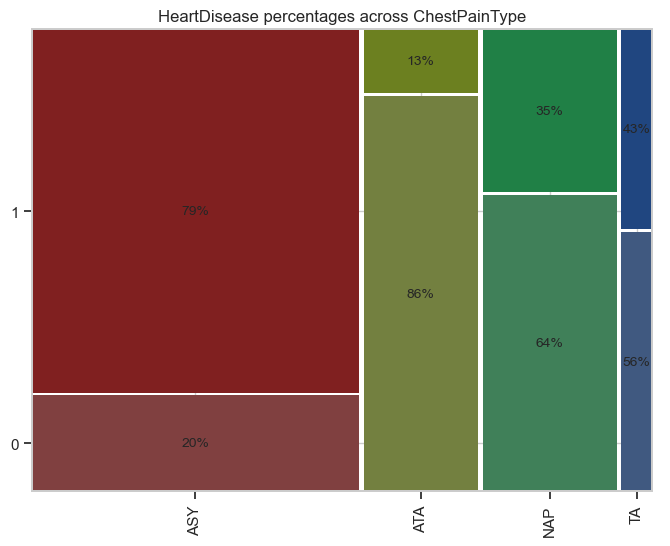 HeartDisease percentages across ChestPainType
13%
35%
43%
1
79%
86%
64%
56%
0
20%
ASY
ATA
NAP
TA